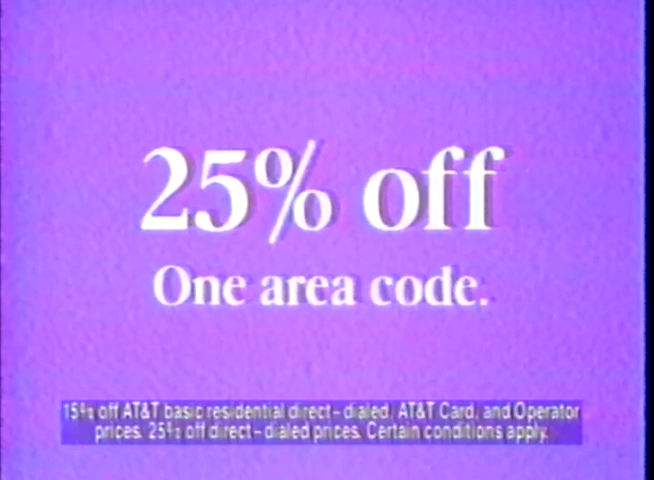 25% off
One area code.
15% off AT&T basic residential direct-dialed, AT&T Card, and Operator
prices. 25% off direct-dialed prices. Certain conditions apply.